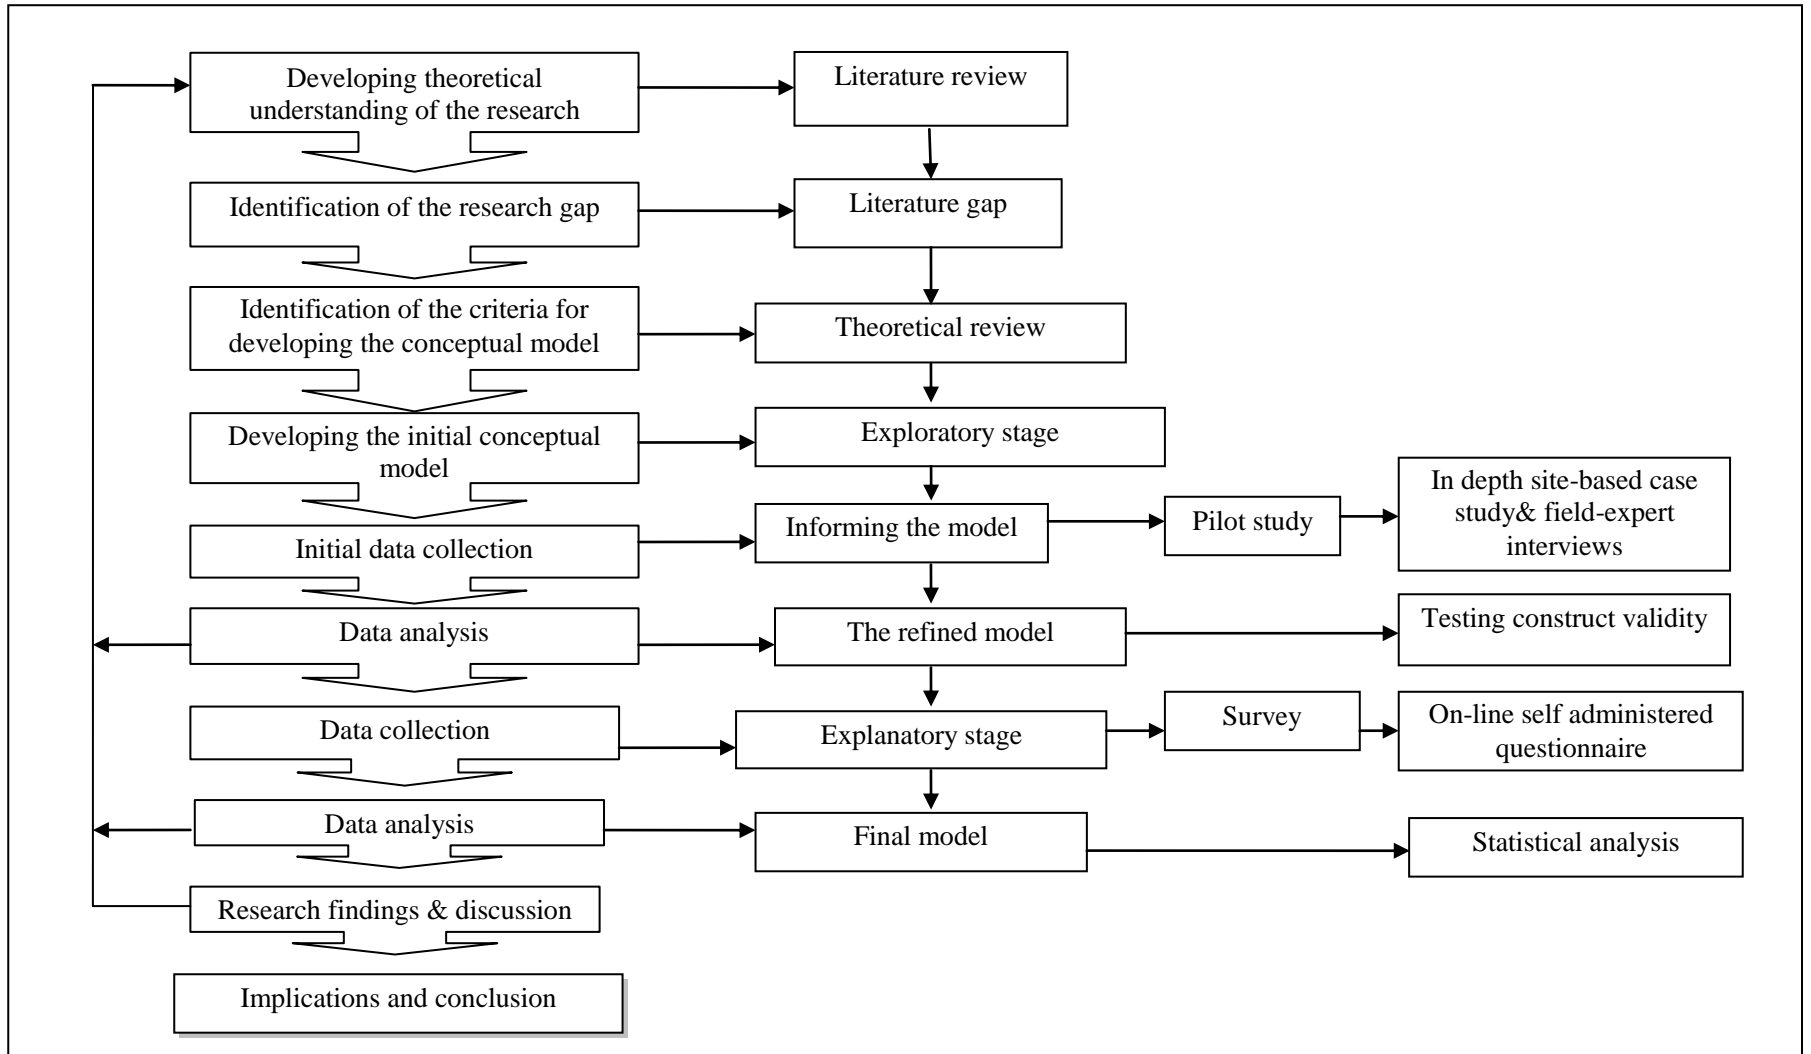 Developing theoretical
understanding of the research
Literature review
Identification of the research gap
Literature gap
Identification of the criteria for
developing the conceptual model
Theoretical review
Developing the initial conceptual
model
Exploratory stage
Initial data collection
Informing the model
Pilot study
In depth site-based case
study& field-expert
interviews
Data analysis
The refined model
Testing construct validity
Data collection
Explanatory stage
Survey
On-line self administered
questionnaire
Data analysis
Final model
Statistical analysis
Research findings & discussion
Implications and conclusion